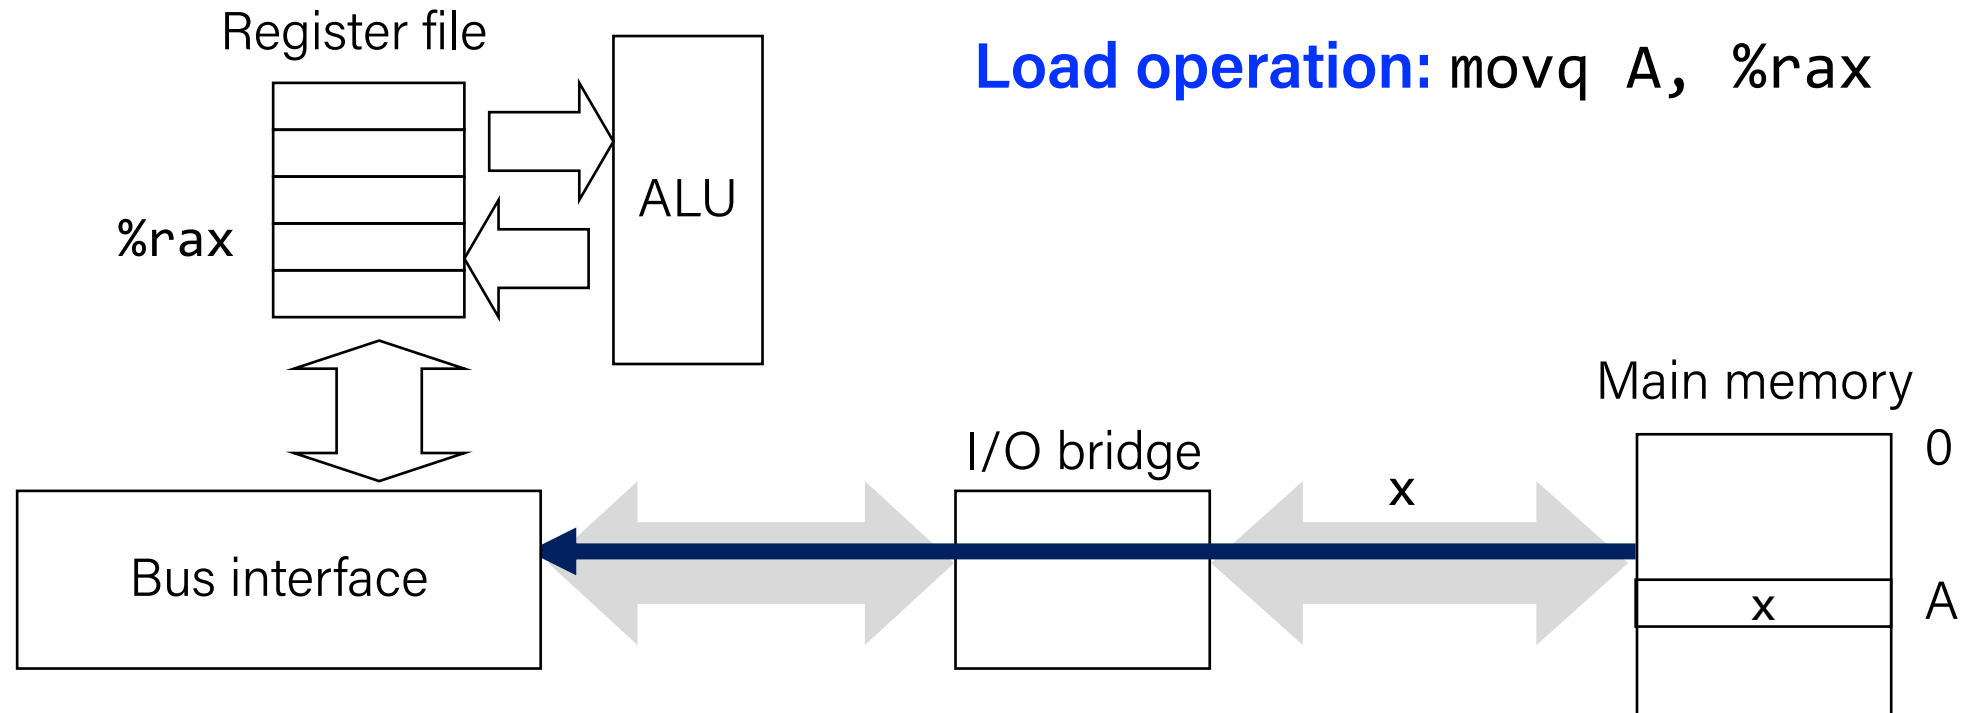 Register file
Load operation: movq A, %rax
ALU
%rax
Main memory
I/O bridge
0
x
Bus interface
x
A